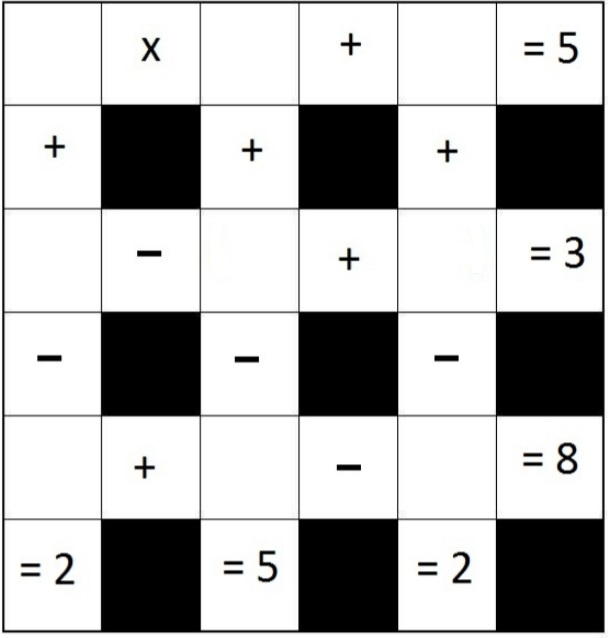 x + = 5
+ + +
− + = 3
− − −
+ − = 8
= 2 = 5 = 2